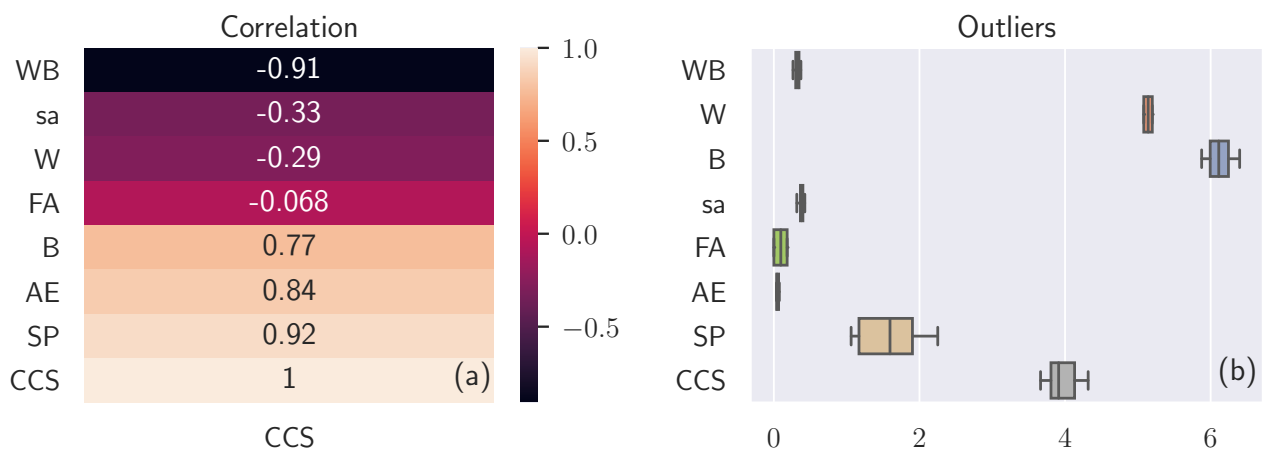 Correlation
WB
-0.91
sa
-0.33
W
-0.29
FA
-0.068
B
0.77
AE
0.84
SP
0.92
CCS
1
(a)
CCS
1.0
0.5
0.0
−0.5
Outliers
WB
W
B
sa
FA
AE
SP
CCS
(b)
0 2 4 6